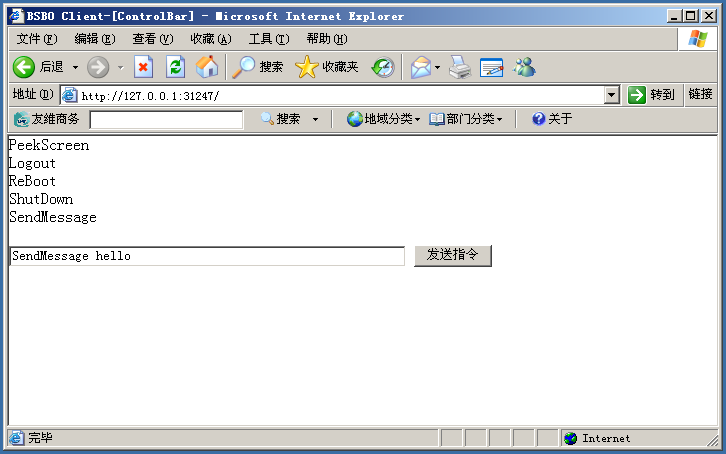 BSBO Client-[ControlBar] - Microsoft Internet Explorer
文件(F) 编辑(E) 查看(V) 收藏(A) 工具(T) 帮助(H)
后退 搜索 收藏夹
地址(D) http://127.0.0.1:31247/ 转到 链接
友维商务 搜索 地域分类 部门分类 关于
PeekScreen
Logout
ReBoot
ShutDown
SendMessage
SendMessage hello 发送指令
完毕 Internet